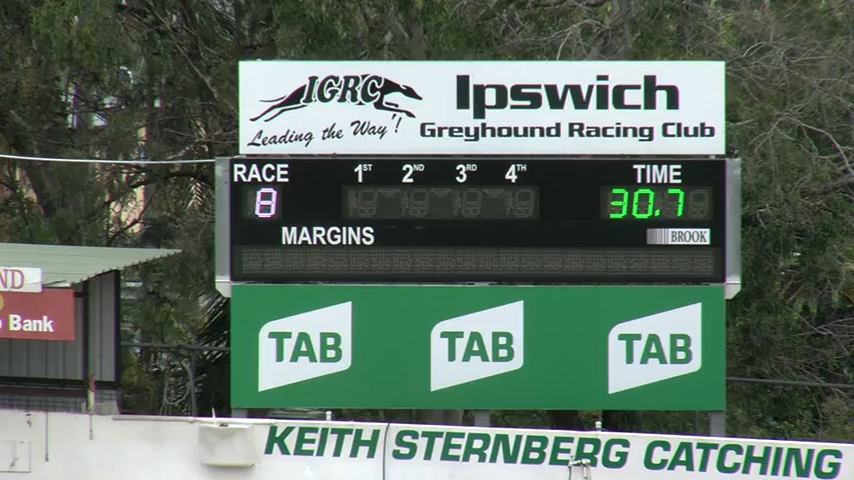 IGRC
Leading the Way!
Ipswich
Greyhound Racing Club
RACE 1ST 2ND 3RD 4TH TIME
8 30.7
MARGINS BROOK
TAB TAB TAB
ND
Bank
KEITH STERNBERG CATCHING